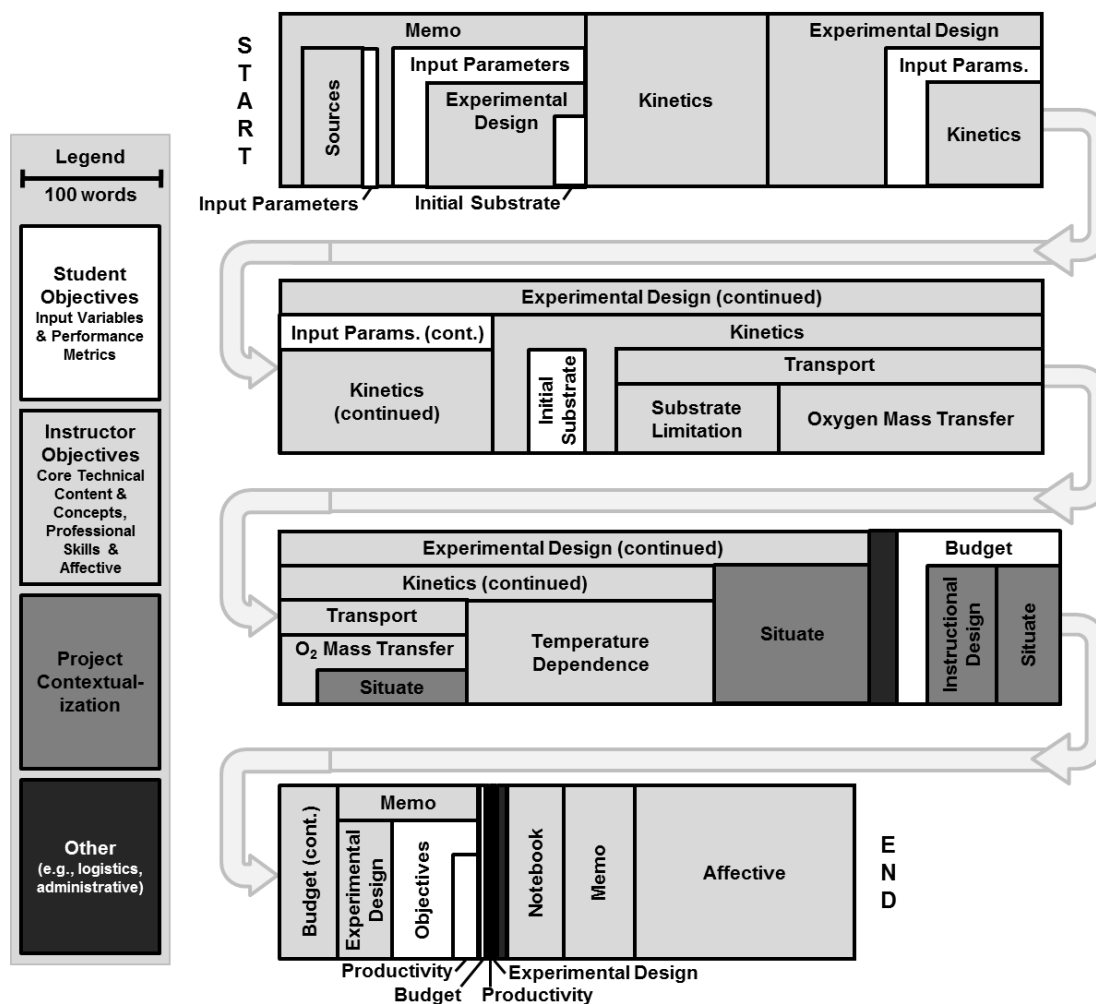 START
Memo
Sources
Input Parameters
Input Parameters
Experimental
Design
Initial Substrate
Kinetics
Experimental Design
Input Params.
Kinetics
Legend
100 words
Student
Objectives
Input Variables
& Performance
Metrics
Instructor
Objectives
Core Technical
Content &
Concepts,
Professional
Skills &
Affective
Project
Contextual-
ization
Other
(e.g., logistics,
administrative)
Experimental Design (continued)
Input Params. (cont.)
Kinetics
(continued)
Kinetics
Initial
Substrate
Transport
Substrate
Limitation
Oxygen Mass Transfer
Experimental Design (continued)
Kinetics (continued)
Transport
O₂ Mass Transfer
Situate
Temperature
Dependence
Situate
Budget
Instructional
Design
Situate
Budget (cont.)
Memo
Experimental
Design
Objectives
Productivity
Budget
Productivity
Experimental Design
Notebook
Memo
Affective
END